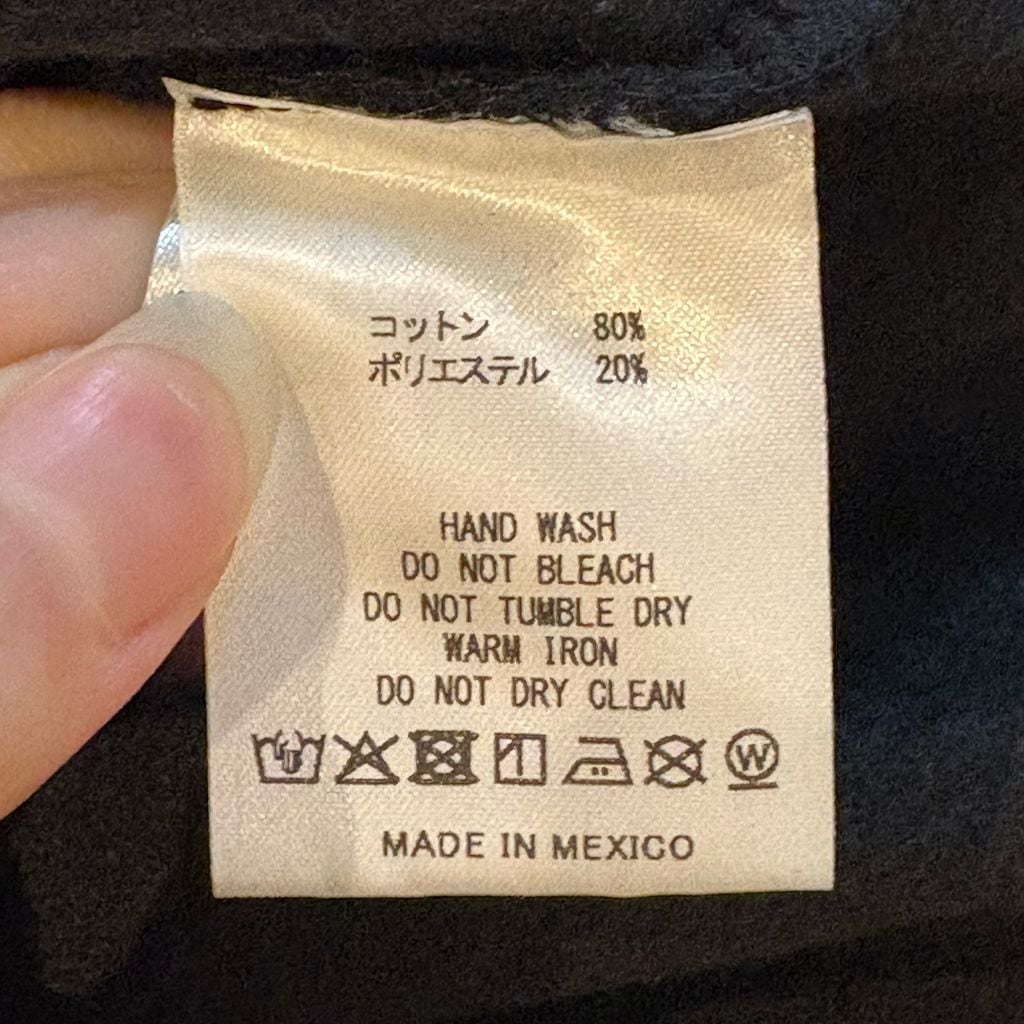 コットン 80%
ポリエステル 20%
HAND WASH
DO NOT BLEACH
DO NOT TUMBLE DRY
WARM IRON
DO NOT DRY CLEAN
W
MADE IN MEXICO